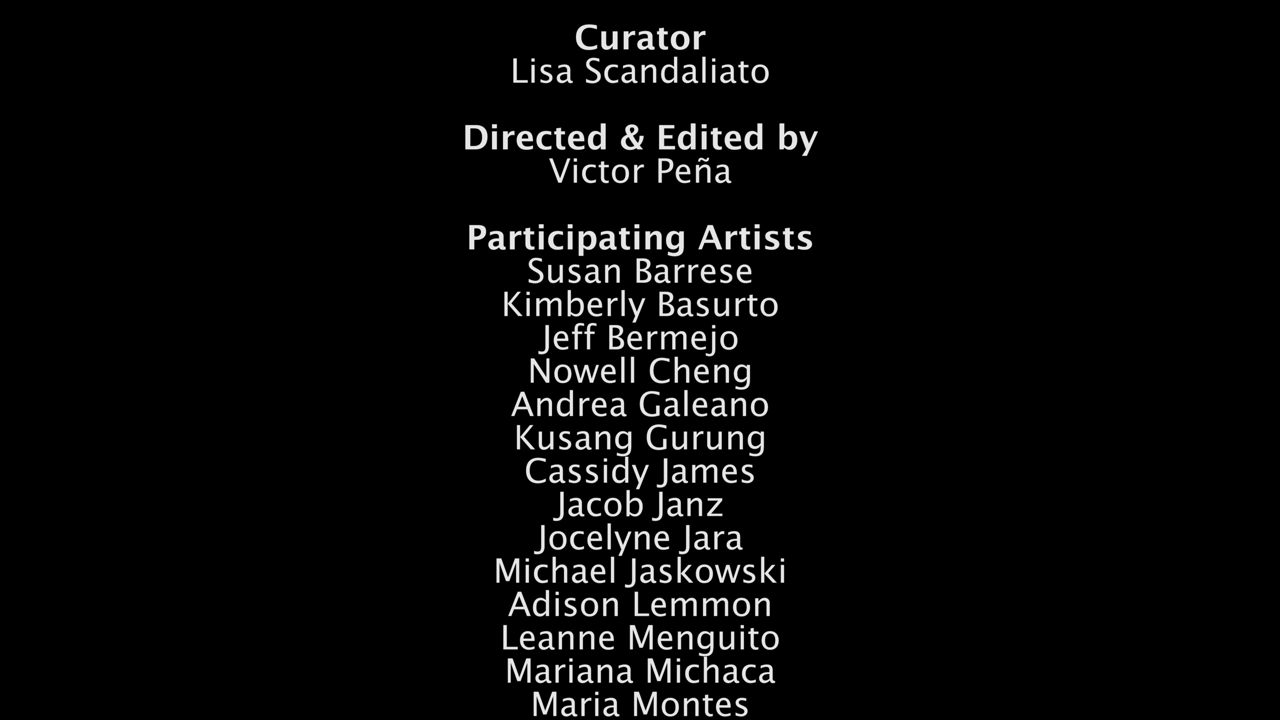 Curator
Lisa Scandaliato
Directed & Edited by
Victor Peña
Participating Artists
Susan Barrese
Kimberly Basurto
Jeff Bermejo
Nowell Cheng
Andrea Galeano
Kusang Gurung
Cassidy James
Jacob Janz
Jocelyne Jara
Michael Jaskowski
Adison Lemmon
Leanne Menguito
Mariana Michaca
Maria Montes